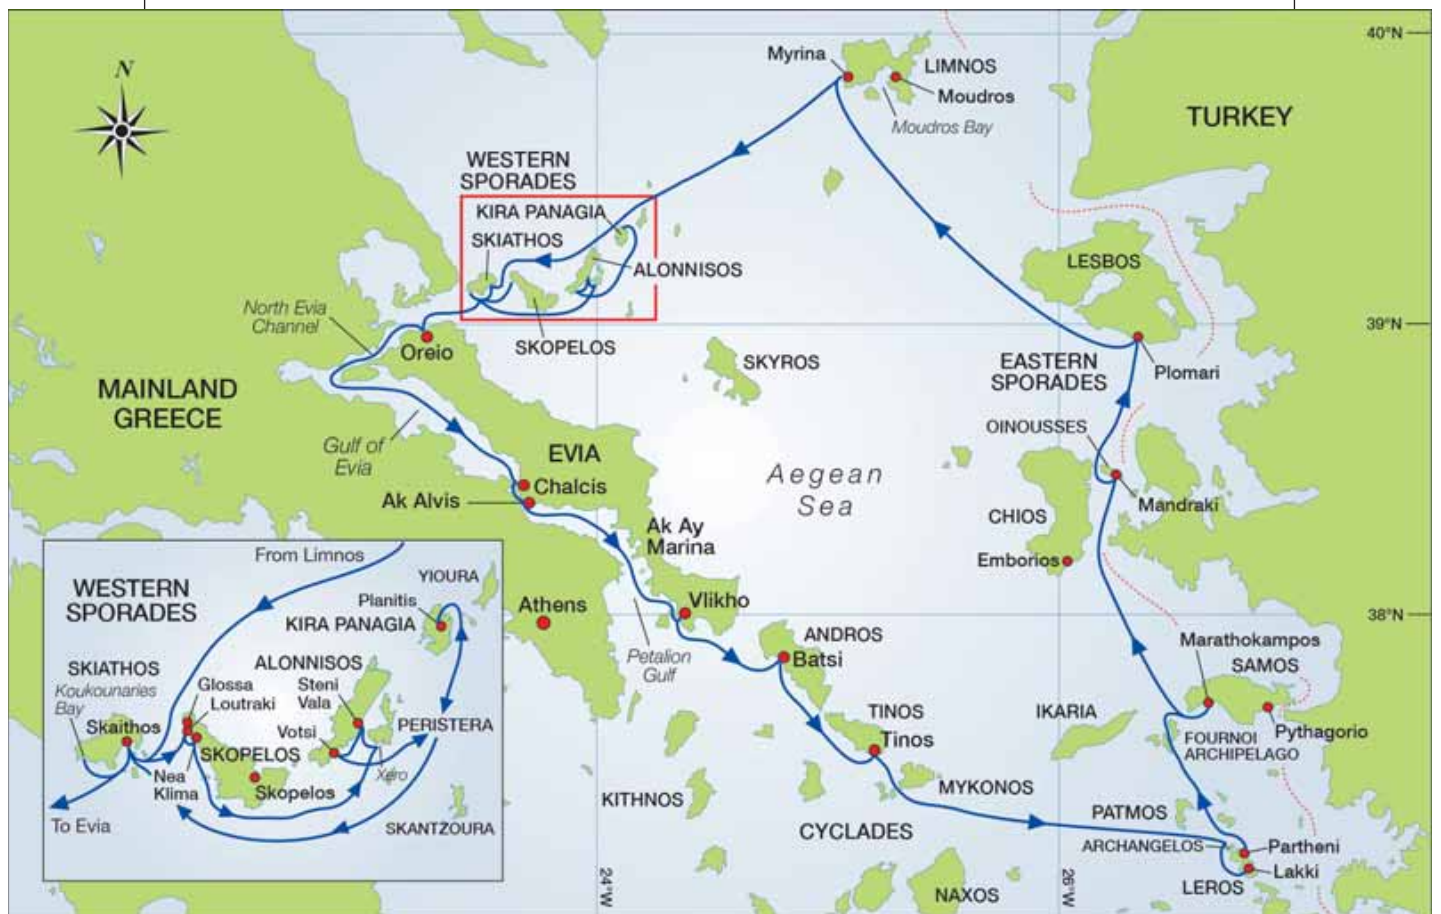 N
40°N
Myrina
LIMNOS
Moudros
Moudros Bay
TURKEY
WESTERN
SPORADES
KIRA PANAGIA
SKIATHOS
ALONNISOS
SKOPELOS
LESBOS
North Evia
Channel
Oreio
39°N
MAINLAND
GREECE
SKYROS
EASTERN
SPORADES
Plomari
Gulf of
Evia
EVIA
Chalcis
Ak Alvis
Aegean
Sea
OINOUSSES
Mandraki
CHIOS
Emborios
Ak Ay
Marina
Vlikho
Athens
Petalion
Gulf
38°N
ANDROS
Batsi
TINOS
Tinos
IKARIA
Marathokampos
SAMOS
Pythagorio
FOURNOI
ARCHIPELAGO
MYKONOS
KITHNOS
CYCLADES
PATMOS
ARCHANGELOS
Partheni
Lakki
LEROS
NAXOS
24°W
26°W
From Limnos
WESTERN
SPORADES
YIOURA
Planitis
KIRA PANAGIA
SKIATHOS
Koukounaries
Bay
Skaithos
ALONNISOS
Glossa
Loutraki
Steni
Vala
Votsi
PERISTERA
SKOPELOS
Xero
Nea
Klima
Skopelos
To Evia
SKANTZOURA